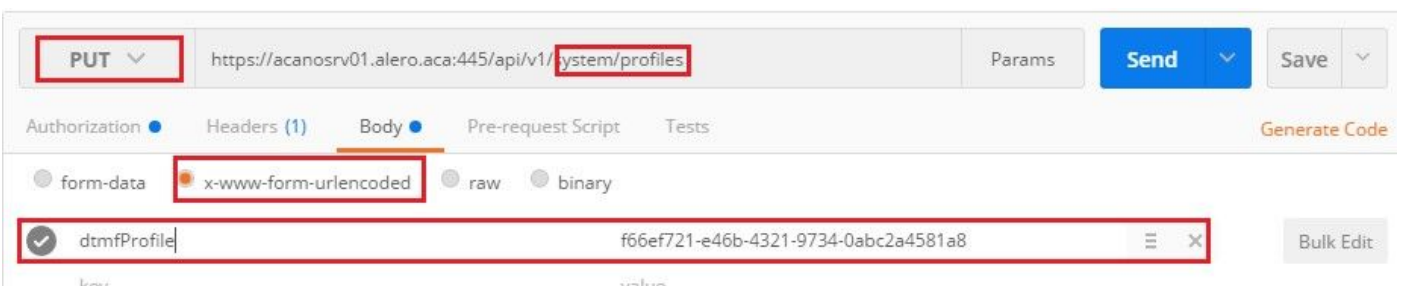 PUT https://acanosrv01.alero.aca:445/api/v1/system/profiles Params Send Save
Authorization Headers (1) Body Pre-request Script Tests Generate Code
form-data x-www-form-urlencoded raw binary
dtmfProfile f66ef721-e46b-4321-9734-0abc2a4581a8 Bulk Edit
key value